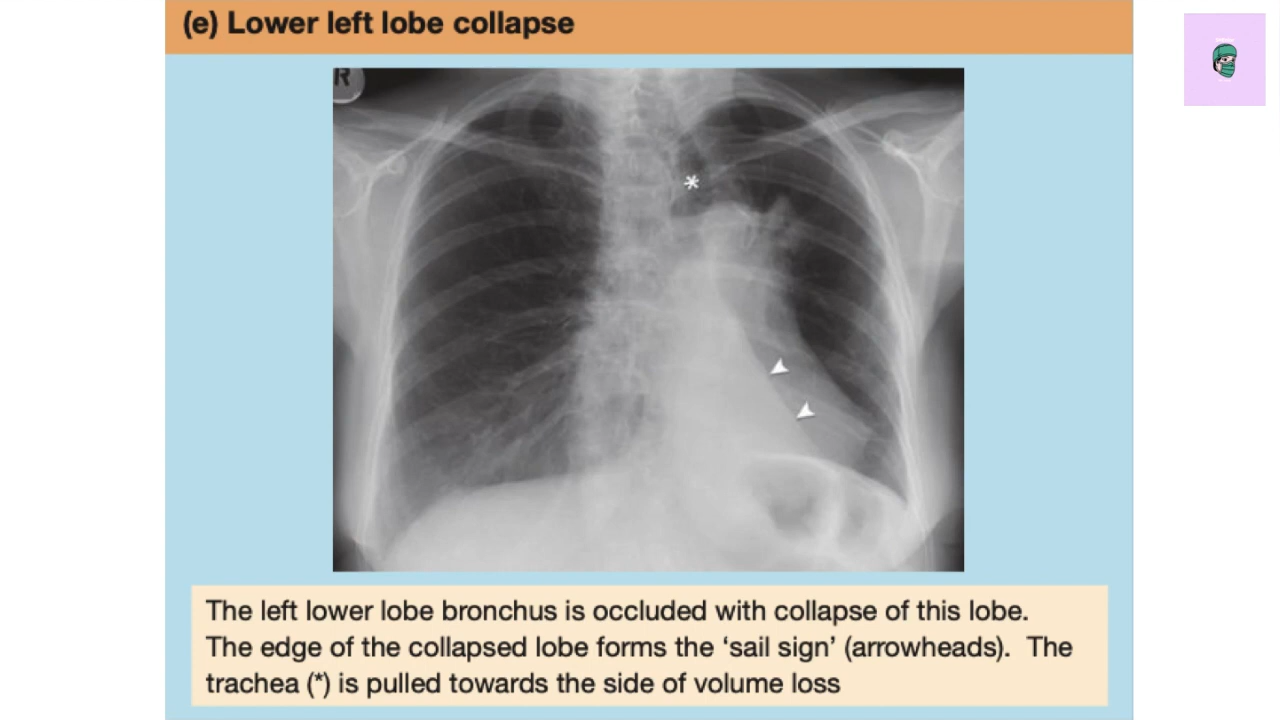 (e) Lower left lobe collapse
R
*
The left lower lobe bronchus is occluded with collapse of this lobe.
The edge of the collapsed lobe forms the ‘sail sign’ (arrowheads). The
trachea (*) is pulled towards the side of volume loss